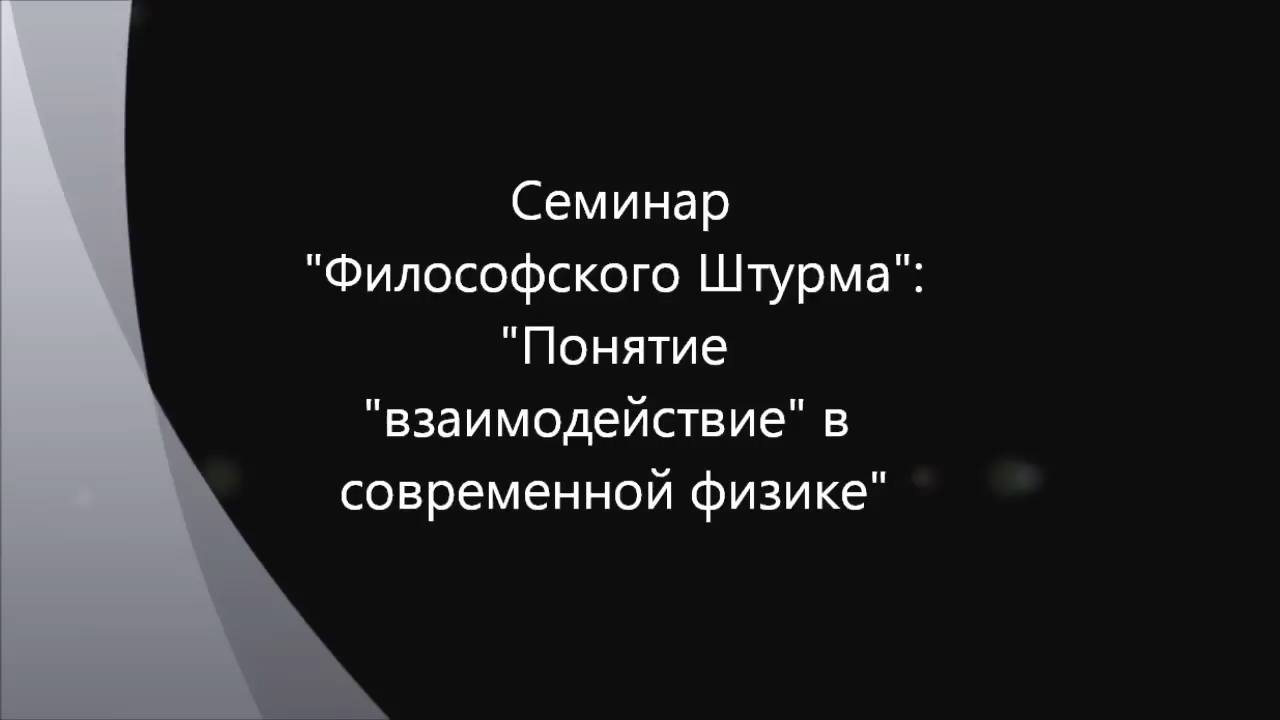 Семинар
"Философского Штурма":
"Понятие
"взаимодействие" в
современной физике"